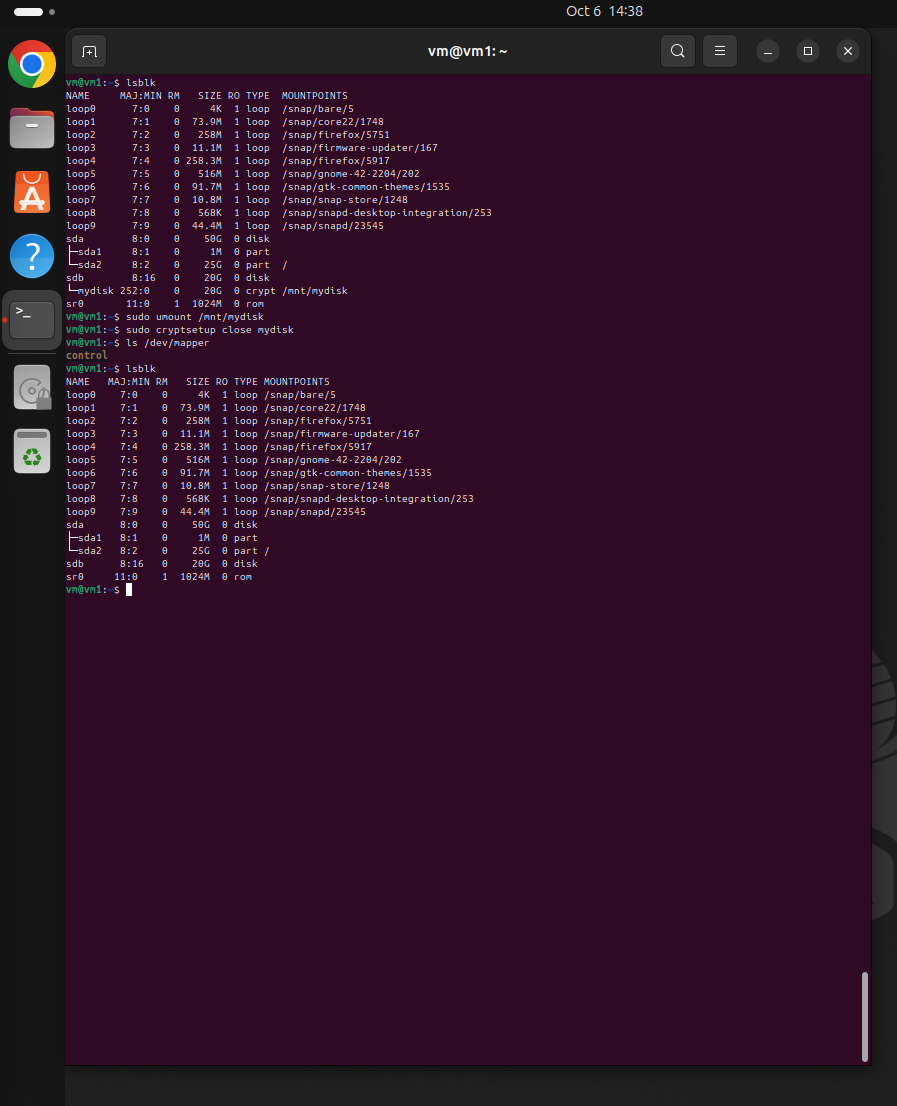 Oct 6 14:38
vm@vm1: ~
vm@vm1:~$ lsblk
NAME     MAJ:MIN RM   SIZE RO TYPE  MOUNTPOINTS
loop0      7:0    0     4K  1 loop  /snap/bare/5
loop1      7:1    0  73.9M  1 loop  /snap/core22/1748
loop2      7:2    0   258M  1 loop  /snap/firefox/5751
loop3      7:3    0  11.1M  1 loop  /snap/firmware-updater/167
loop4      7:4    0 258.3M  1 loop  /snap/firefox/5917
loop5      7:5    0   516M  1 loop  /snap/gnome-42-2204/202
loop6      7:6    0  91.7M  1 loop  /snap/gtk-common-themes/1535
loop7      7:7    0  10.8M  1 loop  /snap/snap-store/1248
loop8      7:8    0   568K  1 loop  /snap/snapd-desktop-integration/253
loop9      7:9    0  44.4M  1 loop  /snap/snapd/23545
sda        8:0    0    50G  0 disk
├─sda1     8:1    0     1M  0 part
└─sda2     8:2    0    25G  0 part  /
sdb        8:16   0    20G  0 disk
└─mydisk 252:0    0    20G  0 crypt /mnt/mydisk
sr0       11:0    1  1024M  0 rom
vm@vm1:~$ sudo umount /mnt/mydisk
vm@vm1:~$ sudo cryptsetup close mydisk
vm@vm1:~$ ls /dev/mapper
control
vm@vm1:~$ lsblk
NAME   MAJ:MIN RM   SIZE RO TYPE MOUNTPOINTS
loop0    7:0    0     4K  1 loop /snap/bare/5
loop1    7:1    0  73.9M  1 loop /snap/core22/1748
loop2    7:2    0   258M  1 loop /snap/firefox/5751
loop3    7:3    0  11.1M  1 loop /snap/firmware-updater/167
loop4    7:4    0 258.3M  1 loop /snap/firefox/5917
loop5    7:5    0   516M  1 loop /snap/gnome-42-2204/202
loop6    7:6    0  91.7M  1 loop /snap/gtk-common-themes/1535
loop7    7:7    0  10.8M  1 loop /snap/snap-store/1248
loop8    7:8    0   568K  1 loop /snap/snapd-desktop-integration/253
loop9    7:9    0  44.4M  1 loop /snap/snapd/23545
sda      8:0    0    50G  0 disk
├─sda1   8:1    0     1M  0 part
└─sda2   8:2    0    25G  0 part /
sdb      8:16   0    20G  0 disk
sr0     11:0    1  1024M  0 rom
vm@vm1:~$